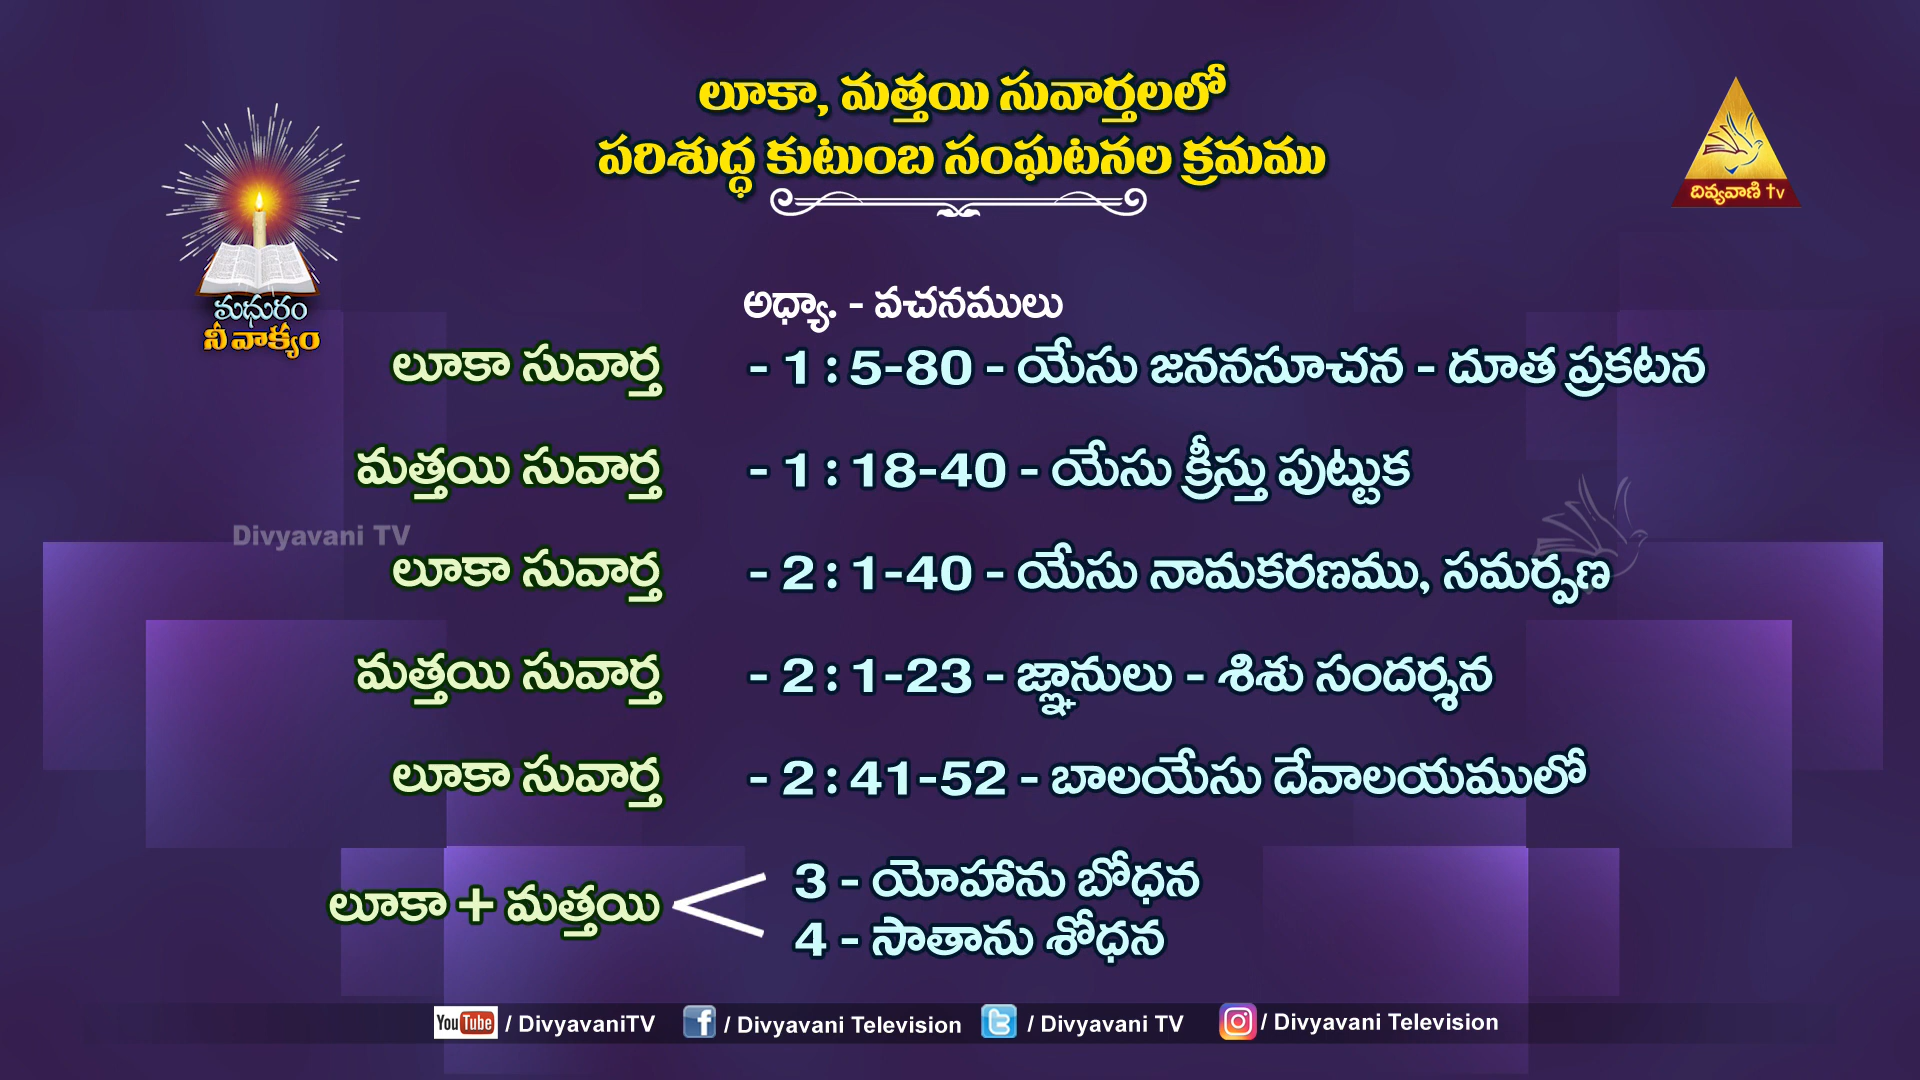 లూకా, మత్తయి సువార్తలలో
పరిశుద్ధ కుటుంబ సంఘటనల క్రమము
దివ్యవాణి tv
మధురం
నీ వాక్యం
అధ్యా. - వచనములు
లూకా సువార్త - 1 : 5-80 - యేసు జననసూచన - దూత ప్రకటన
మత్తయి సువార్త - 1 : 18-40 - యేసు క్రీస్తు పుట్టుక
Divyavani TV
లూకా సువార్త - 2 : 1-40 - యేసు నామకరణము, సమర్పణ
మత్తయి సువార్త - 2 : 1-23 - జ్ఞానులు - శిశు సందర్శన
లూకా సువార్త - 2 : 41-52 - బాలయేసు దేవాలయములో
లూకా + మత్తయి
3 - యోహాను బోధన
4 - సాతాను శోధన
YouTube / DivyavaniTV f / Divyavani Television / Divyavani TV / Divyavani Television